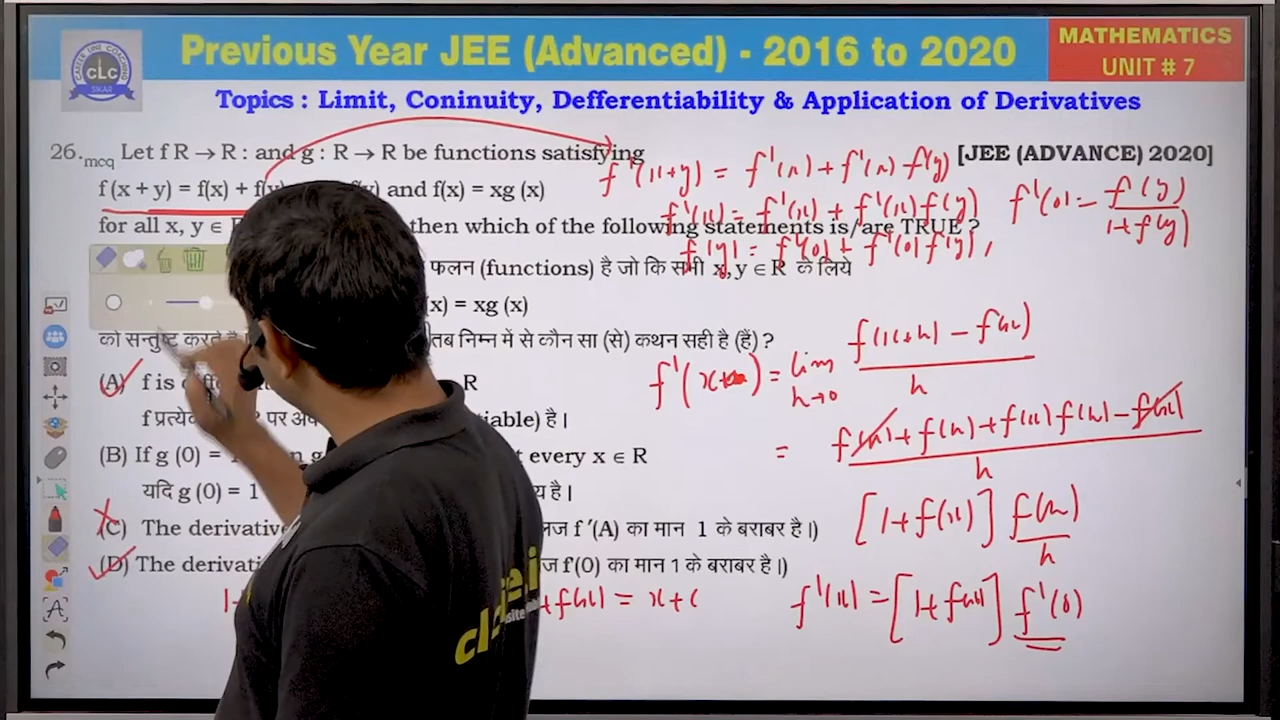 Previous Year JEE (Advanced) - 2016 to 2020
MATHEMATICS
UNIT # 7
CLC
SIKAR
Topics : Limit, Coninuity, Defferentiability & Application of Derivatives
26.mcq Let f R → R : and g : R → R be functions satisfying
[JEE (ADVANCE) 2020]
f (x + y) = f(x) + f(y) and f(x) = xg (x)
for all x, y ∈ then which of the following statements is/are TRUE ?
फलन (functions) है जो कि सभी x, y ∈ R के लिये
(x) = xg (x)
को सन्तुष्ट करते है तब निम्न में से कौन सा (से) कथन सही है (हैं) ?
(A) f is R
f प्रत्येक पर iable) है।
(B) If g (0) = every x ∈ R
यदि g (0) = 1 है।
(C) The derivative f ′(A) का मान 1 के बराबर है।)
(D) The derivati f′(0) का मान 1 के बराबर है।)
f'(x+y) = f'(x) + f'(x) f(y)
f'(x) = f'(x) + f'(x) f(y)
f'(y) = f'(0) + f'(0) f(y),
f'(0) = f'(y) / 1+f(y)
f'(x) = lim h→0 f(x+h) - f(x) / h
= f(x) + f(h) + f(x) f(h) - f(x) / h
[1+f(x)] f(h) / h
f'(x) = [1+f(x)] f'(0)
+f(x) = x+c